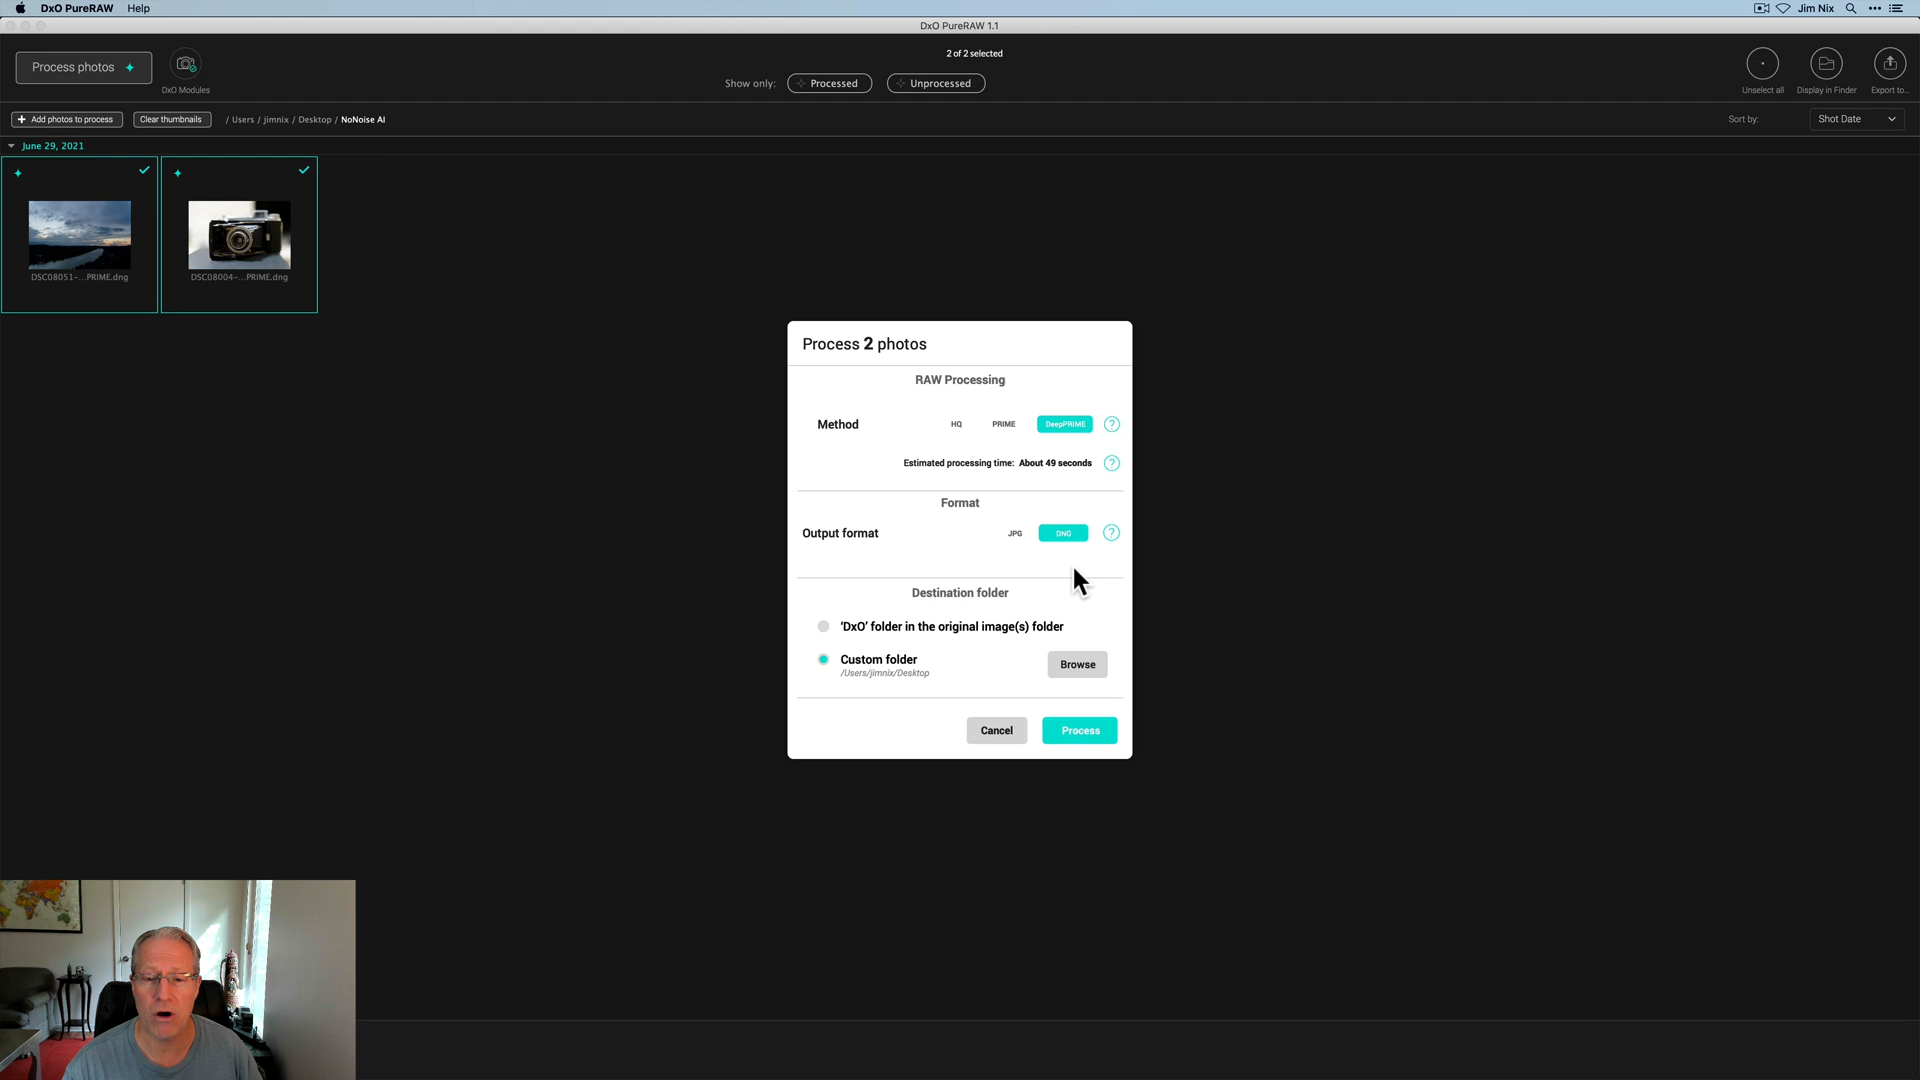 DxO PureRAW Help
Jim Nix
DxO PureRAW 1.1
Process photos
DxO Modules
2 of 2 selected
Show only: Processed Unprocessed
Unselect all
Display in Finder
Export to...
+ Add photos to process
Clear thumbnails
/ Users / jimnix / Desktop / NoNoise AI
Sort by: Shot Date
June 29, 2021
DSC08051-...PRIME.dng
DSC08004-...PRIME.dng
Process 2 photos
RAW Processing
Method HQ PRIME DeepPRIME ?
Estimated processing time: About 49 seconds ?
Format
Output format JPG DNG ?
Destination folder
‘DxO’ folder in the original image(s) folder
Custom folder
/Users/jimnix/Desktop
Browse
Cancel Process